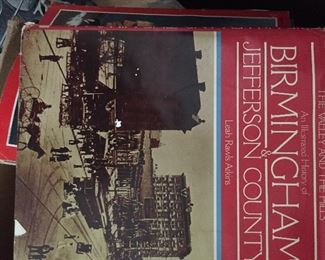 THE VALLEY AND THE HILLS
An Illustrated History of
BIRMINGHAM
&
JEFFERSON COUNTY
Leah Rawls Atkins